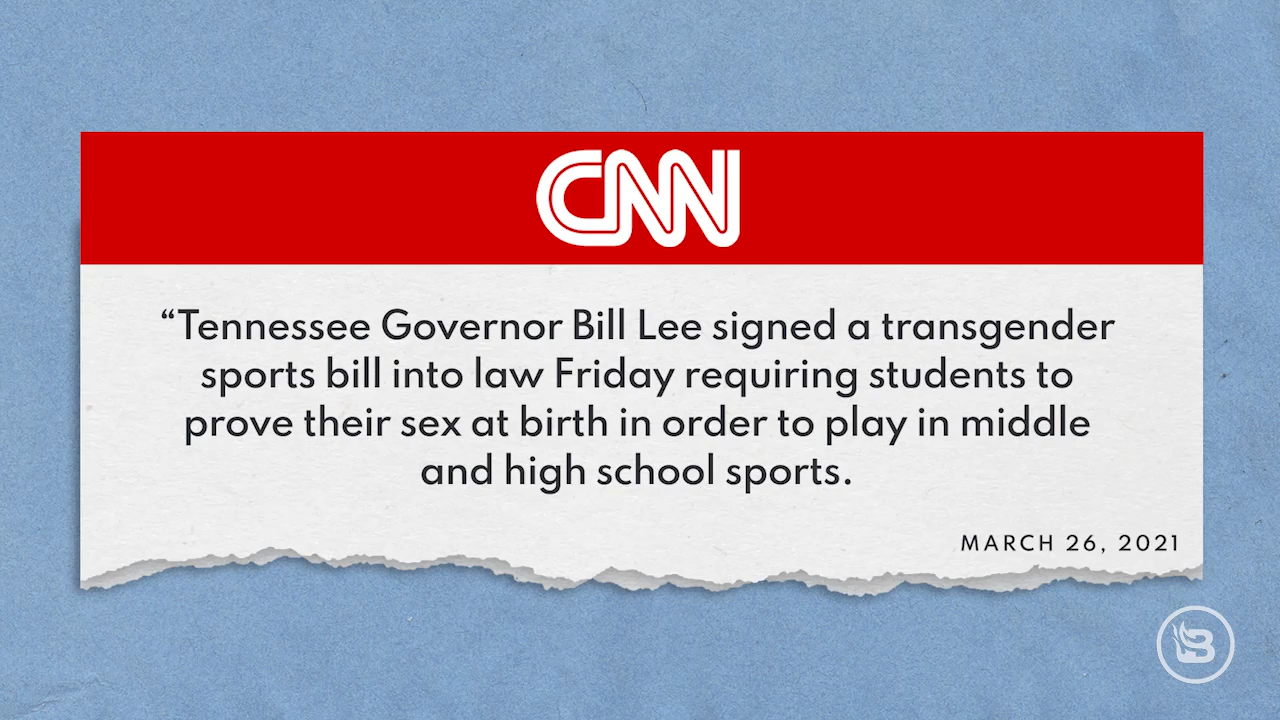 CNN
“Tennessee Governor Bill Lee signed a transgender
sports bill into law Friday requiring students to
prove their sex at birth in order to play in middle
and high school sports.
MARCH 26, 2021
B